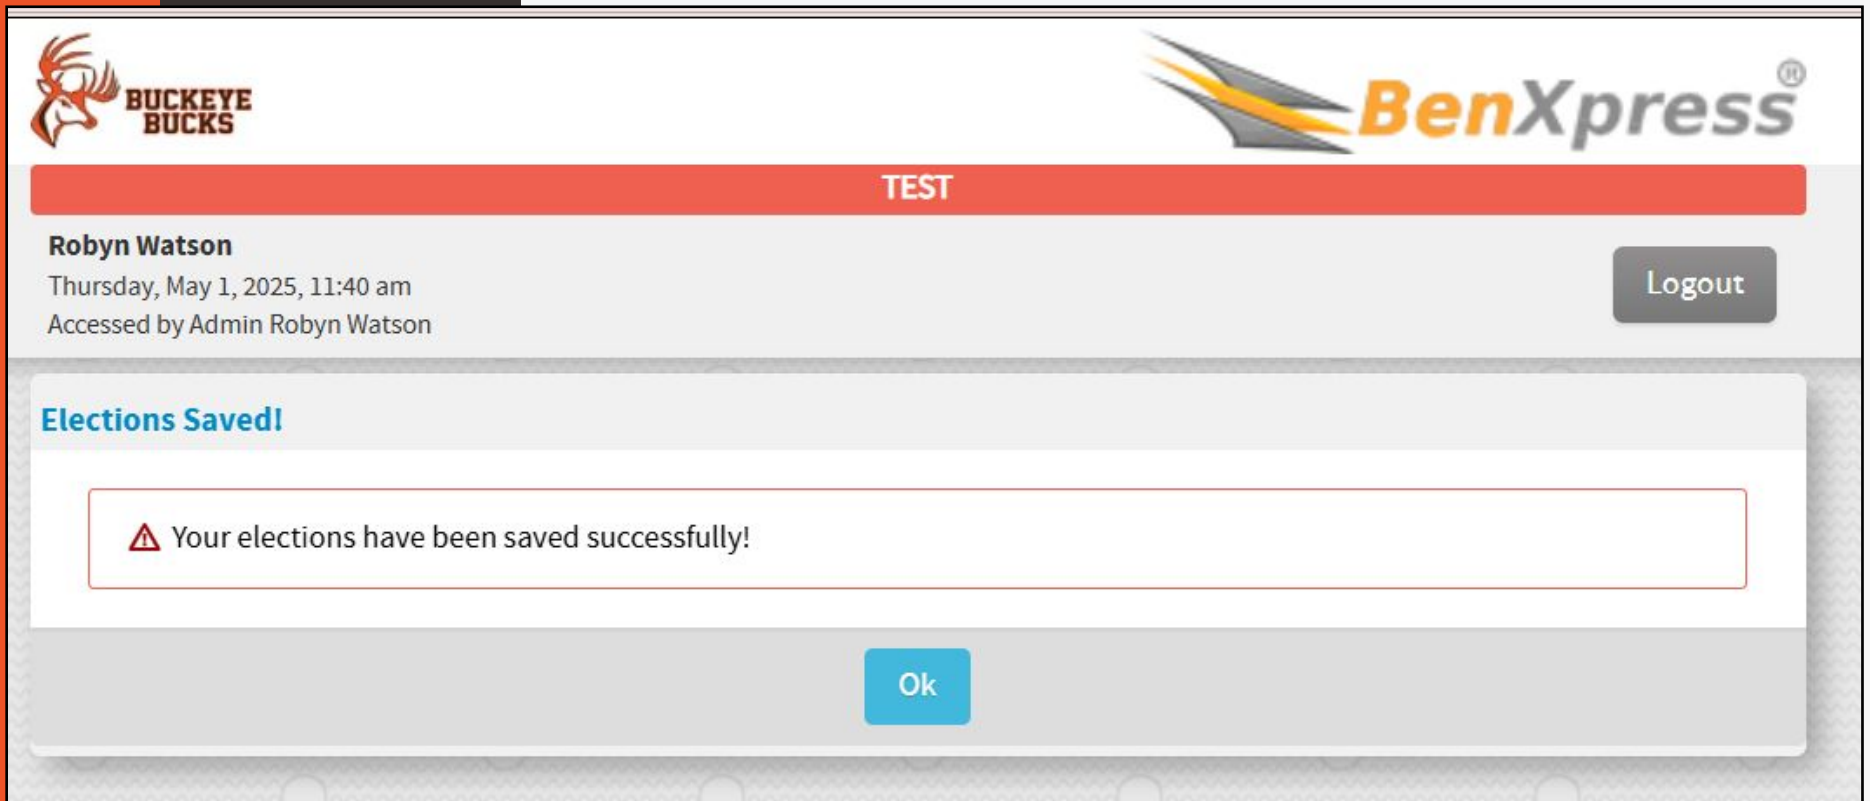 BUCKEYE
BUCKS
BenXpress®
TEST
Robyn Watson
Thursday, May 1, 2025, 11:40 am
Accessed by Admin Robyn Watson
Logout
Elections Saved!
Your elections have been saved successfully!
Ok